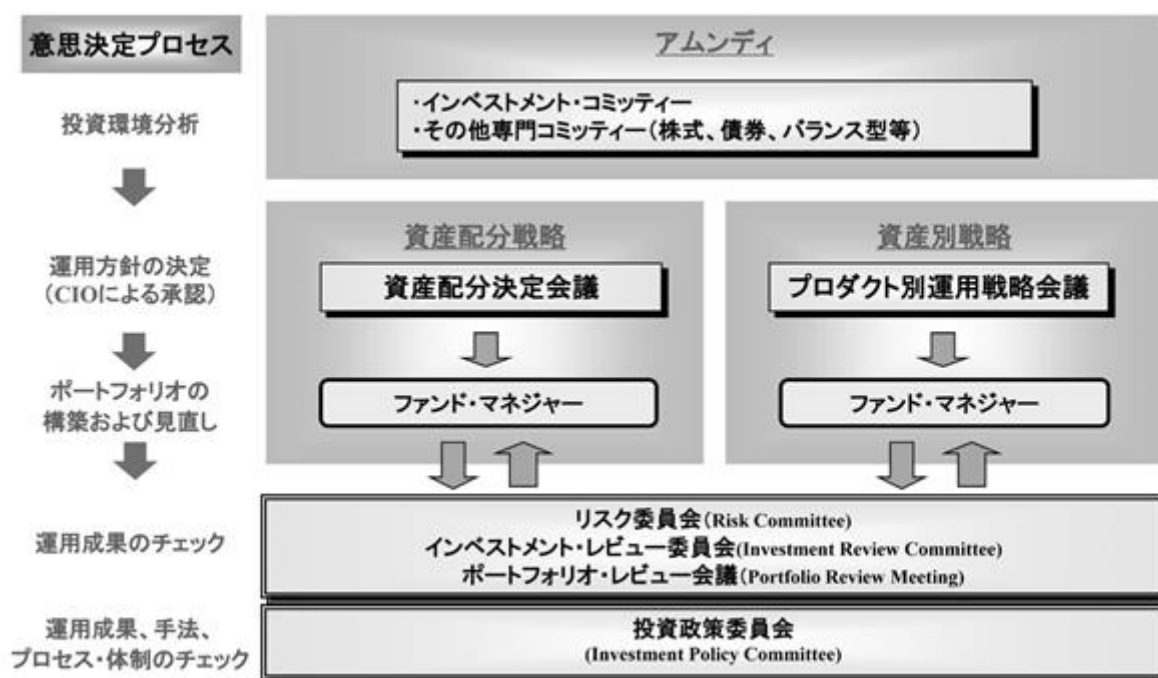 意思決定プロセス
アムンディ
投資環境分析
・インベストメント・コミッティー
・その他専門コミッティー（株式、債券、バランス型等）
運用方針の決定
（CIOによる承認）
資産配分戦略
資産配分決定会議
資産別戦略
プロダクト別運用戦略会議
ポートフォリオの
構築および見直し
ファンド・マネジャー
ファンド・マネジャー
運用成果のチェック
リスク委員会（Risk Committee）
インベストメント・レビュー委員会(Investment Review Committee）
ポートフォリオ・レビュー会議（Portfolio Review Meeting)
運用成果、手法、
プロセス・体制のチェック
投資政策委員会
(Investment Policy Committee)